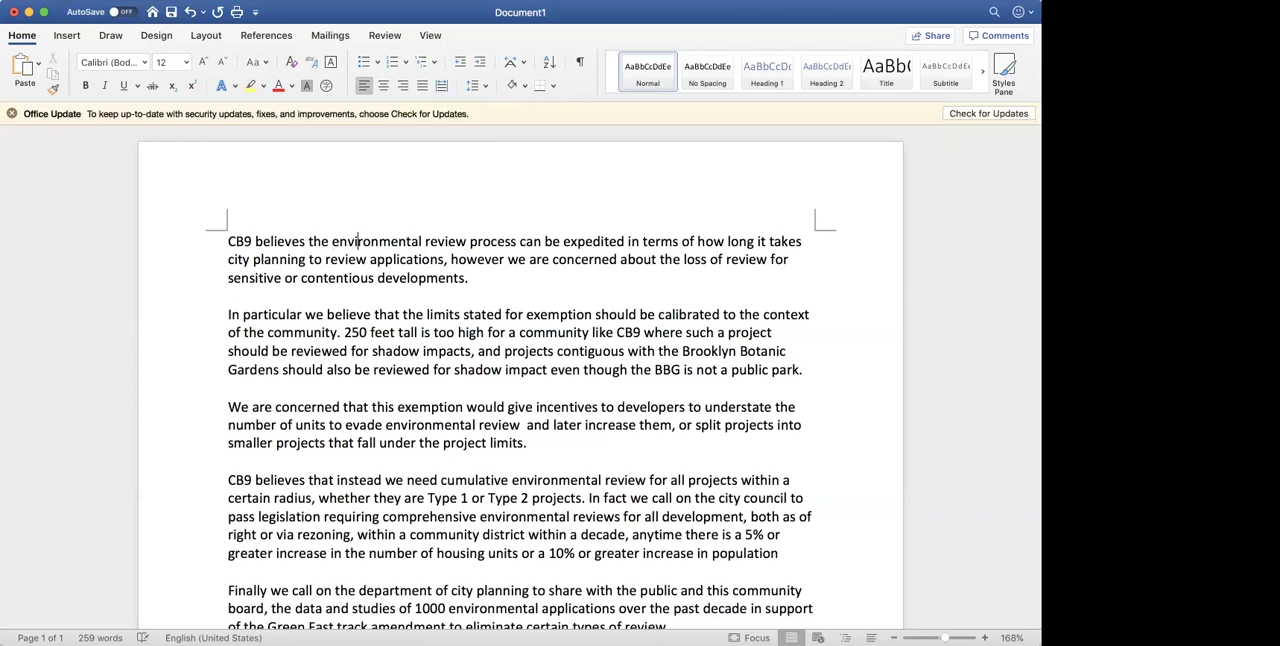 AutoSave OFF Document1
Home Insert Draw Design Layout References Mailings Review View Share Comments
Calibri (Bod... 12 Aa AaBbCcDdEe AaBbCcDdEe AaBbCcDc AaBbCcDdEe AaBb( AaBbCcDdEe
Paste B I U ab x₂ x² A A A Normal No Spacing Heading 1 Heading 2 Title Subtitle Styles Pane
Office Update To keep up-to-date with security updates, fixes, and improvements, choose Check for Updates. Check for Updates
CB9 believes the environmental review process can be expedited in terms of how long it takes
city planning to review applications, however we are concerned about the loss of review for
sensitive or contentious developments.
In particular we believe that the limits stated for exemption should be calibrated to the context
of the community. 250 feet tall is too high for a community like CB9 where such a project
should be reviewed for shadow impacts, and projects contiguous with the Brooklyn Botanic
Gardens should also be reviewed for shadow impact even though the BBG is not a public park.
We are concerned that this exemption would give incentives to developers to understate the
number of units to evade environmental review  and later increase them, or split projects into
smaller projects that fall under the project limits.
CB9 believes that instead we need cumulative environmental review for all projects within a
certain radius, whether they are Type 1 or Type 2 projects. In fact we call on the city council to
pass legislation requiring comprehensive environmental reviews for all development, both as of
right or via rezoning, within a community district within a decade, anytime there is a 5% or
greater increase in the number of housing units or a 10% or greater increase in population
Finally we call on the department of city planning to share with the public and this community
board, the data and studies of 1000 environmental applications over the past decade in support
of the Green Fast track amendment to eliminate certain types of review.
Page 1 of 1 259 words English (United States) Focus 168%